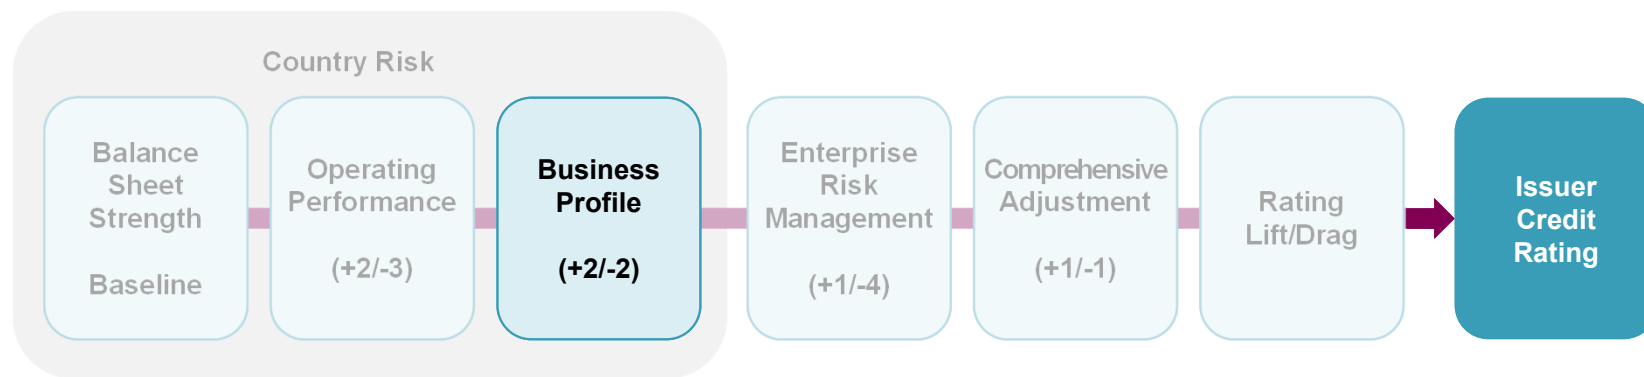 Country Risk
Balance
Sheet
Strength
Baseline
Operating
Performance
(+2/-3)
Business
Profile
(+2/-2)
Enterprise
Risk
Management
(+1/-4)
Comprehensive
Adjustment
(+1/-1)
Rating
Lift/Drag
Issuer
Credit
Rating